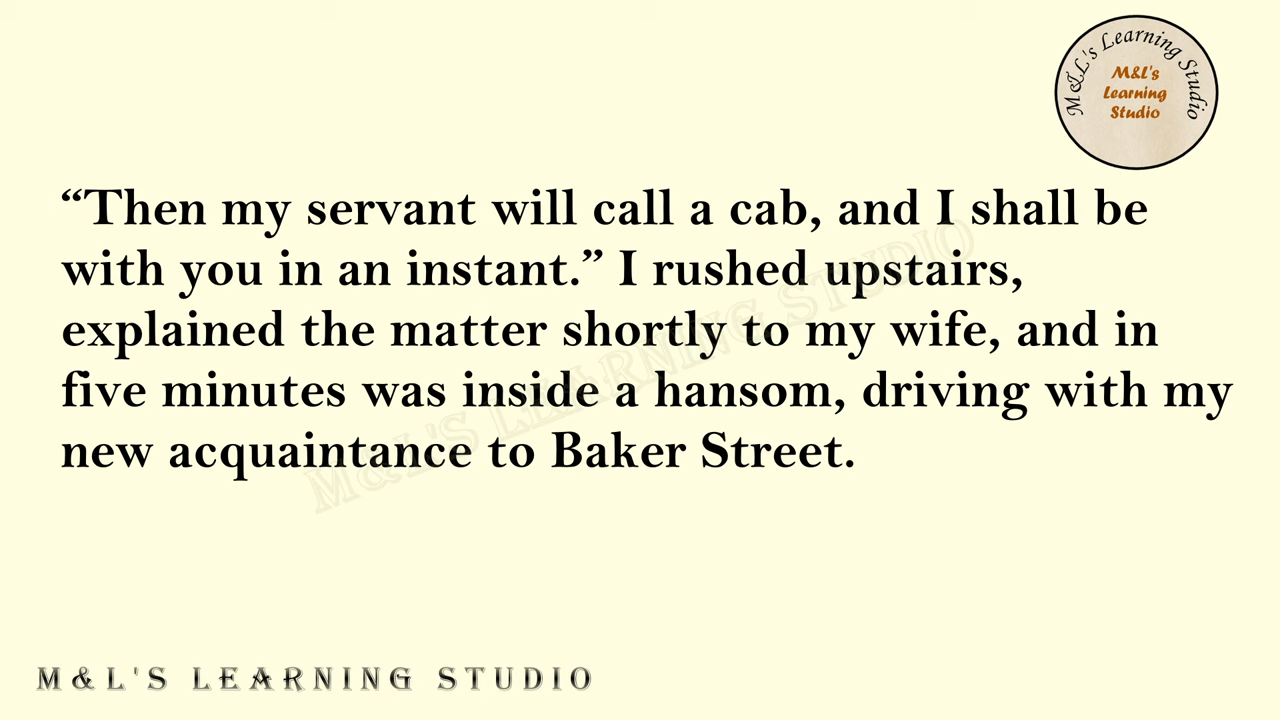 M&L's Learning Studio
M&L's
Learning
Studio
“Then my servant will call a cab, and I shall be
with you in an instant.” I rushed upstairs,
explained the matter shortly to my wife, and in
five minutes was inside a hansom, driving with my
new acquaintance to Baker Street.
M&L'S LEARNING STUDIO
M&L'S LEARNING STUDIO